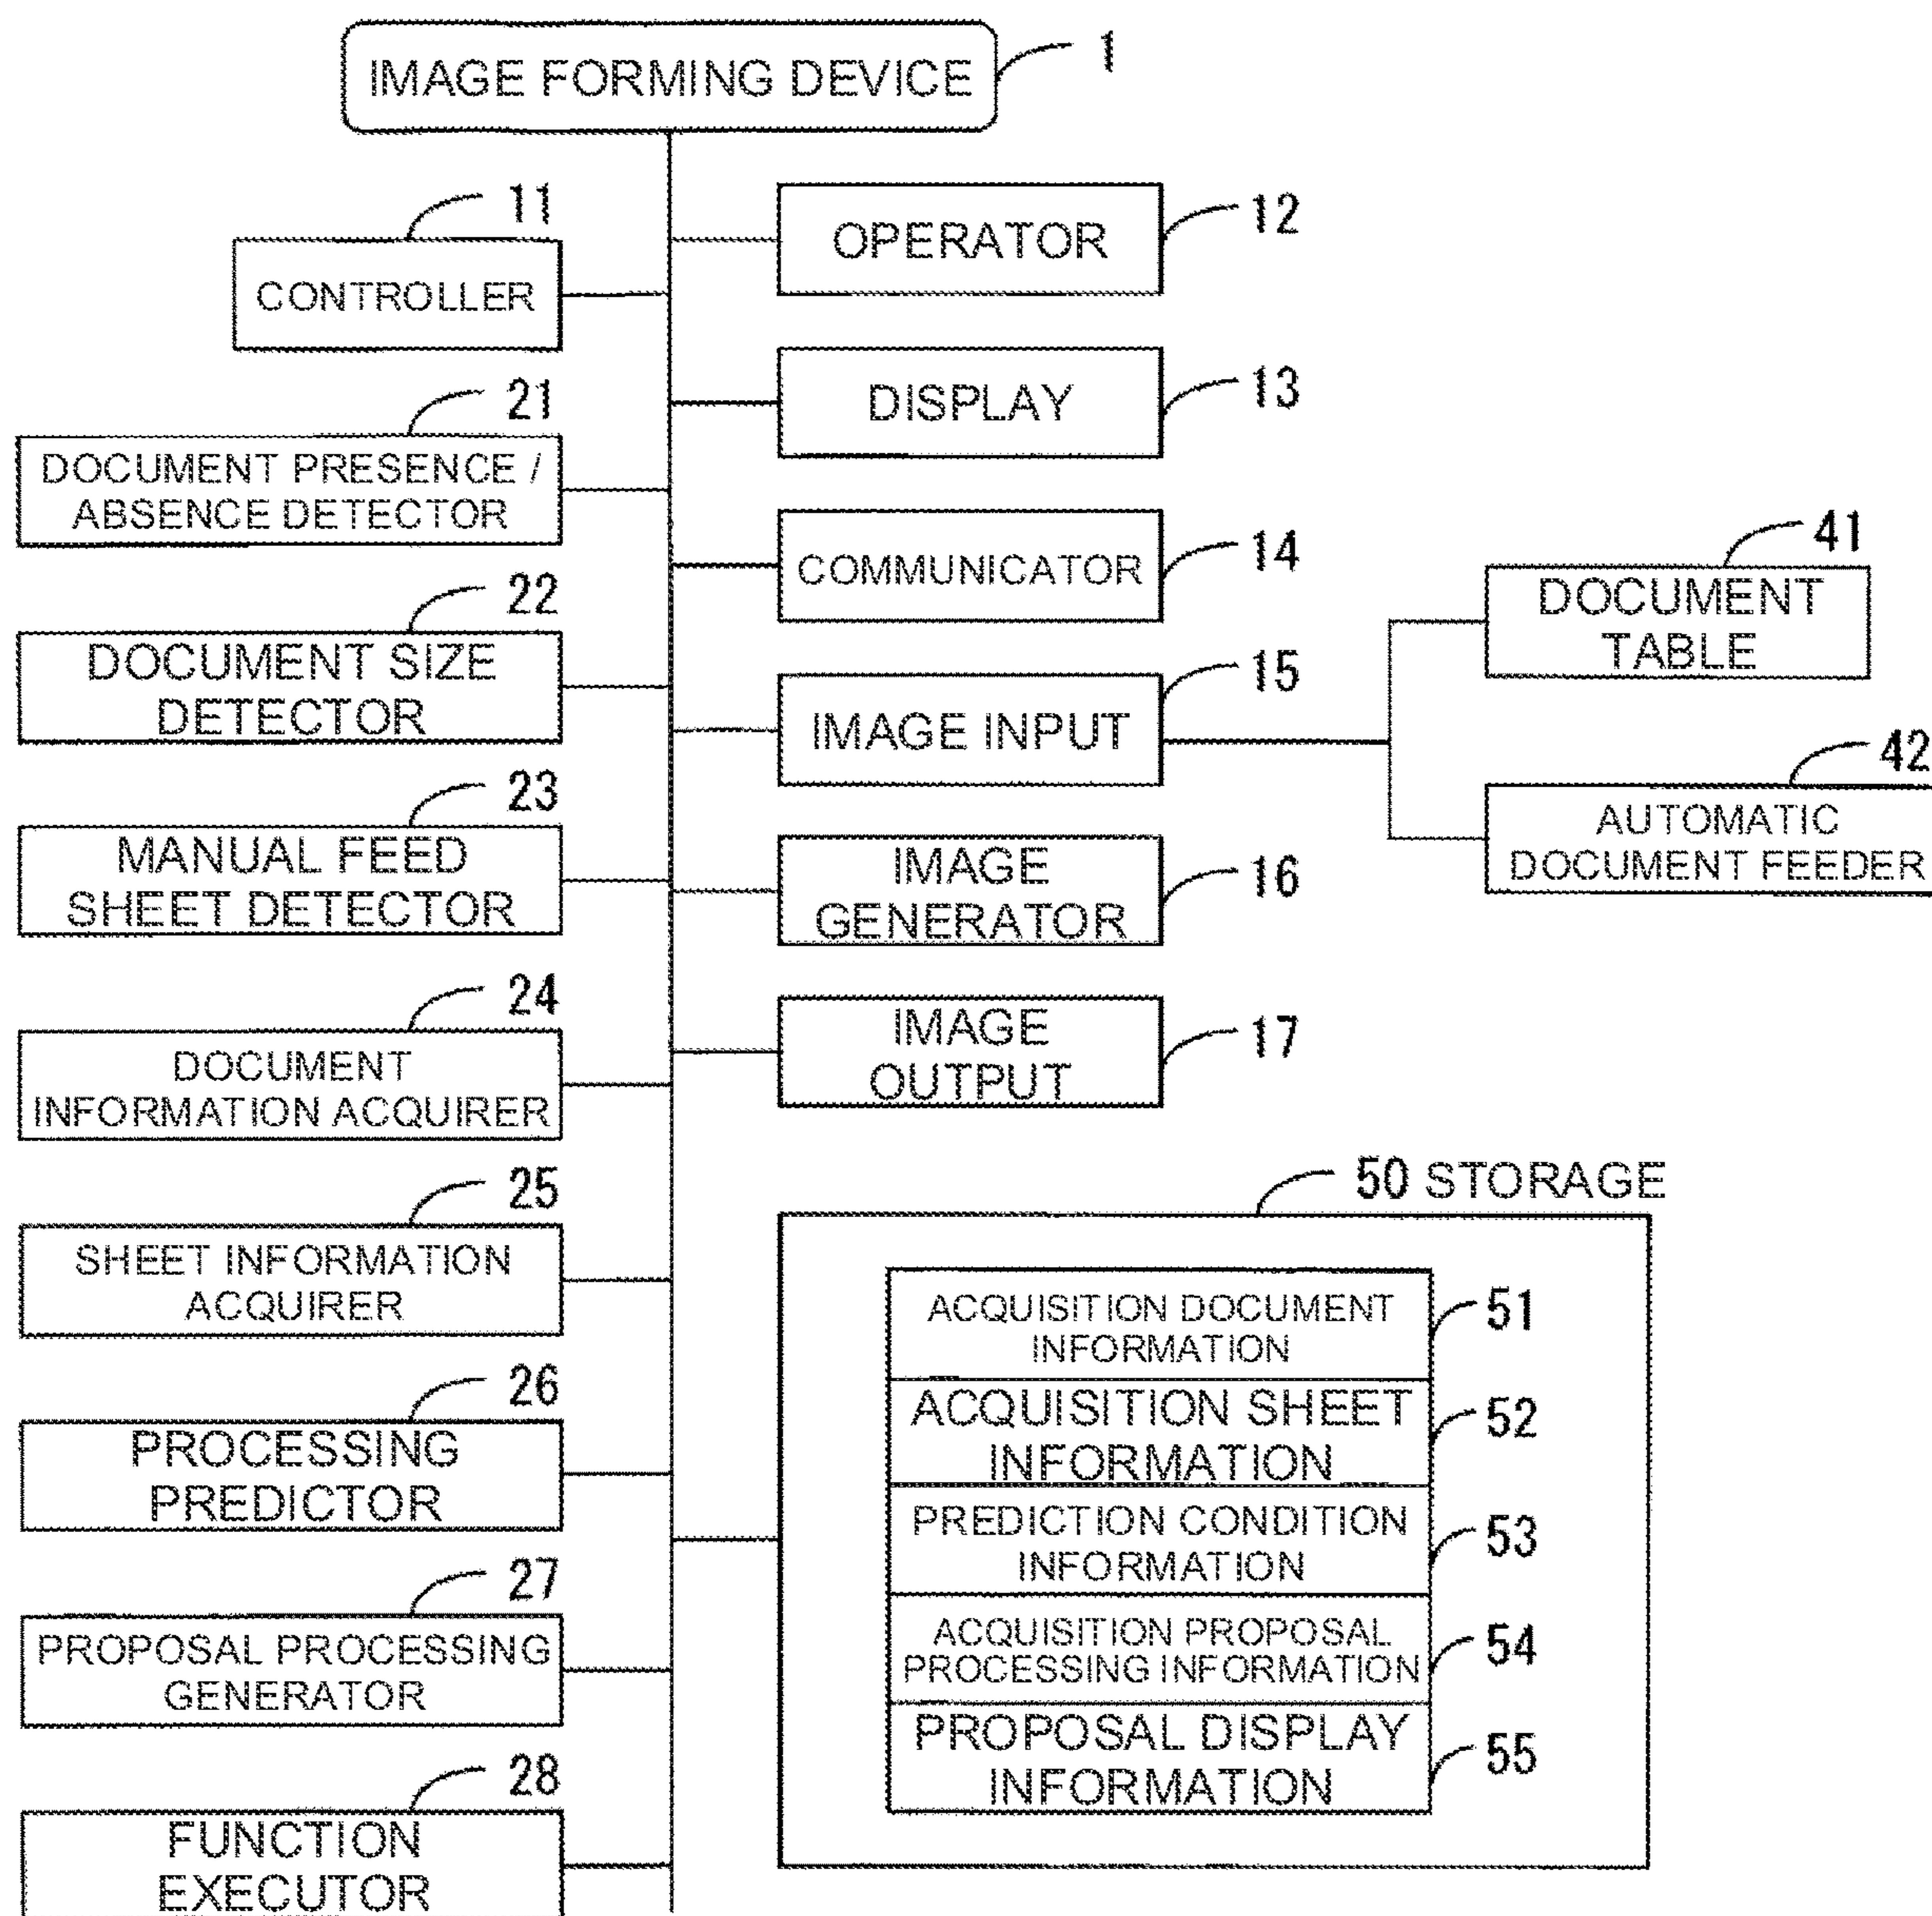 IMAGE FORMING DEVICE
1
11
CONTROLLER
12
OPERATOR
13
DISPLAY
21
DOCUMENT PRESENCE /
ABSENCE DETECTOR
14
COMMUNICATOR
41
DOCUMENT
TABLE
22
DOCUMENT SIZE
DETECTOR
15
IMAGE INPUT
42
AUTOMATIC
DOCUMENT FEEDER
23
MANUAL FEED
SHEET DETECTOR
16
IMAGE
GENERATOR
24
DOCUMENT
INFORMATION ACQUIRER
17
IMAGE
OUTPUT
25
SHEET INFORMATION
ACQUIRER
50 STORAGE
ACQUISITION DOCUMENT
INFORMATION
51
ACQUISITION SHEET
INFORMATION
52
26
PROCESSING
PREDICTOR
PREDICTION CONDITION
INFORMATION
53
27
PROPOSAL PROCESSING
GENERATOR
ACQUISITION PROPOSAL
PROCESSING INFORMATION
54
PROPOSAL DISPLAY
INFORMATION
55
28
FUNCTION
EXECUTOR